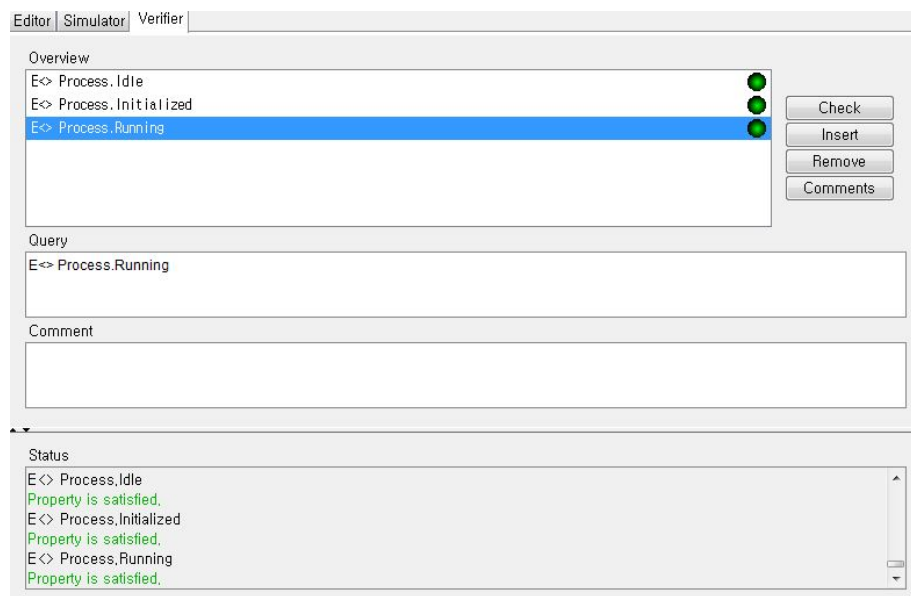 Editor Simulator Verifier
Overview
E<> Process.Idle
E<> Process.Initialized
E<> Process.Running
Check
Insert
Remove
Comments
Query
E<> Process.Running
Comment
Status
E<> Process.Idle
Property is satisfied.
E<> Process.Initialized
Property is satisfied.
E<> Process.Running
Property is satisfied.